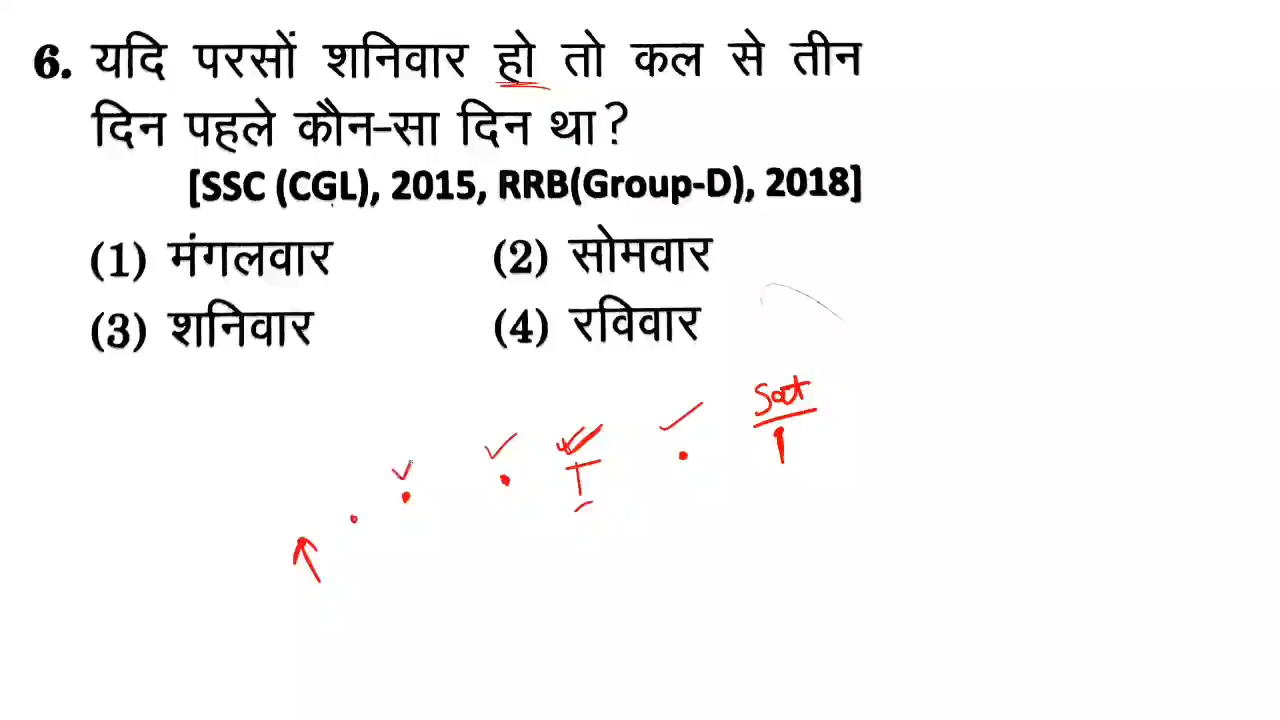 6. यदि परसों शनिवार हो तो कल से तीन
दिन पहले कौन-सा दिन था?
[SSC (CGL), 2015, RRB(Group-D), 2018]
(1) मंगलवार (2) सोमवार
(3) शनिवार (4) रविवार
Sat
T